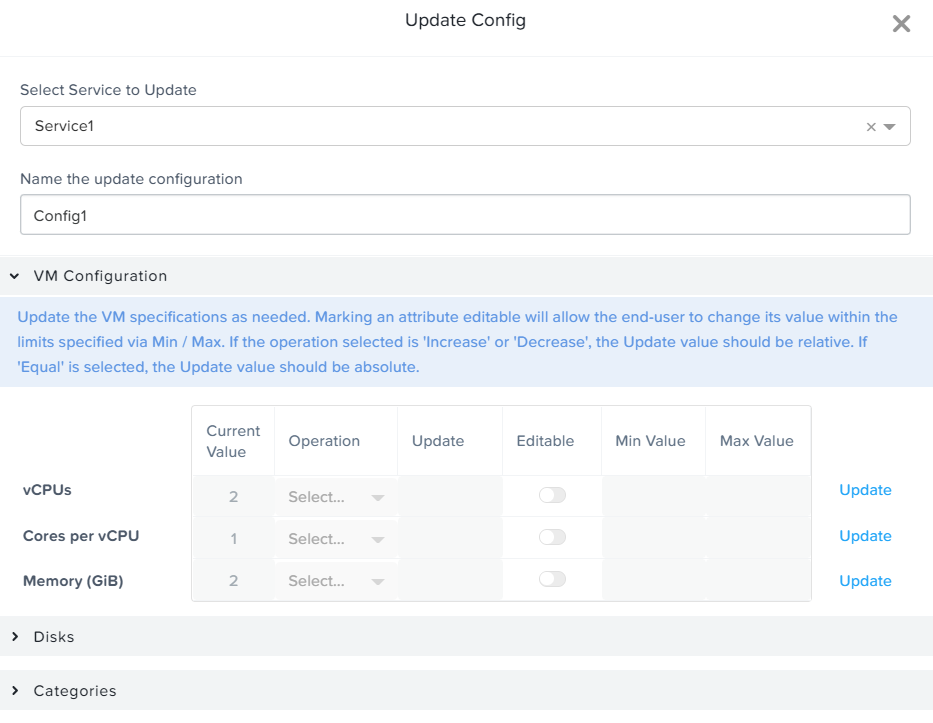 Update Config
Select Service to Update
Service1
Name the update configuration
Config1
VM Configuration
Update the VM specifications as needed. Marking an attribute editable will allow the end-user to change its value within the
limits specified via Min / Max. If the operation selected is 'Increase' or 'Decrease', the Update value should be relative. If
'Equal' is selected, the Update value should be absolute.
Current Value Operation Update Editable Min Value Max Value
vCPUs 2 Select... Update
Cores per vCPU 1 Select... Update
Memory (GiB) 2 Select... Update
Disks
Categories